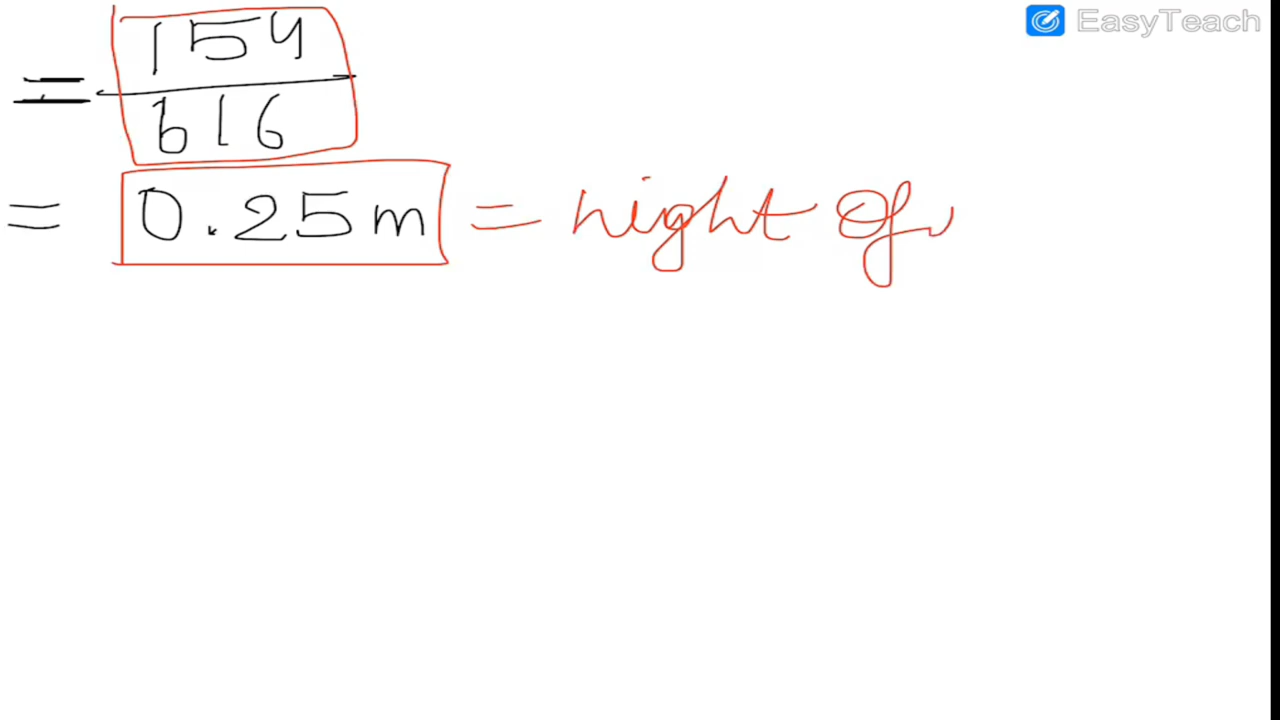 EasyTeach
= 154
616
= 0.25m = hight of